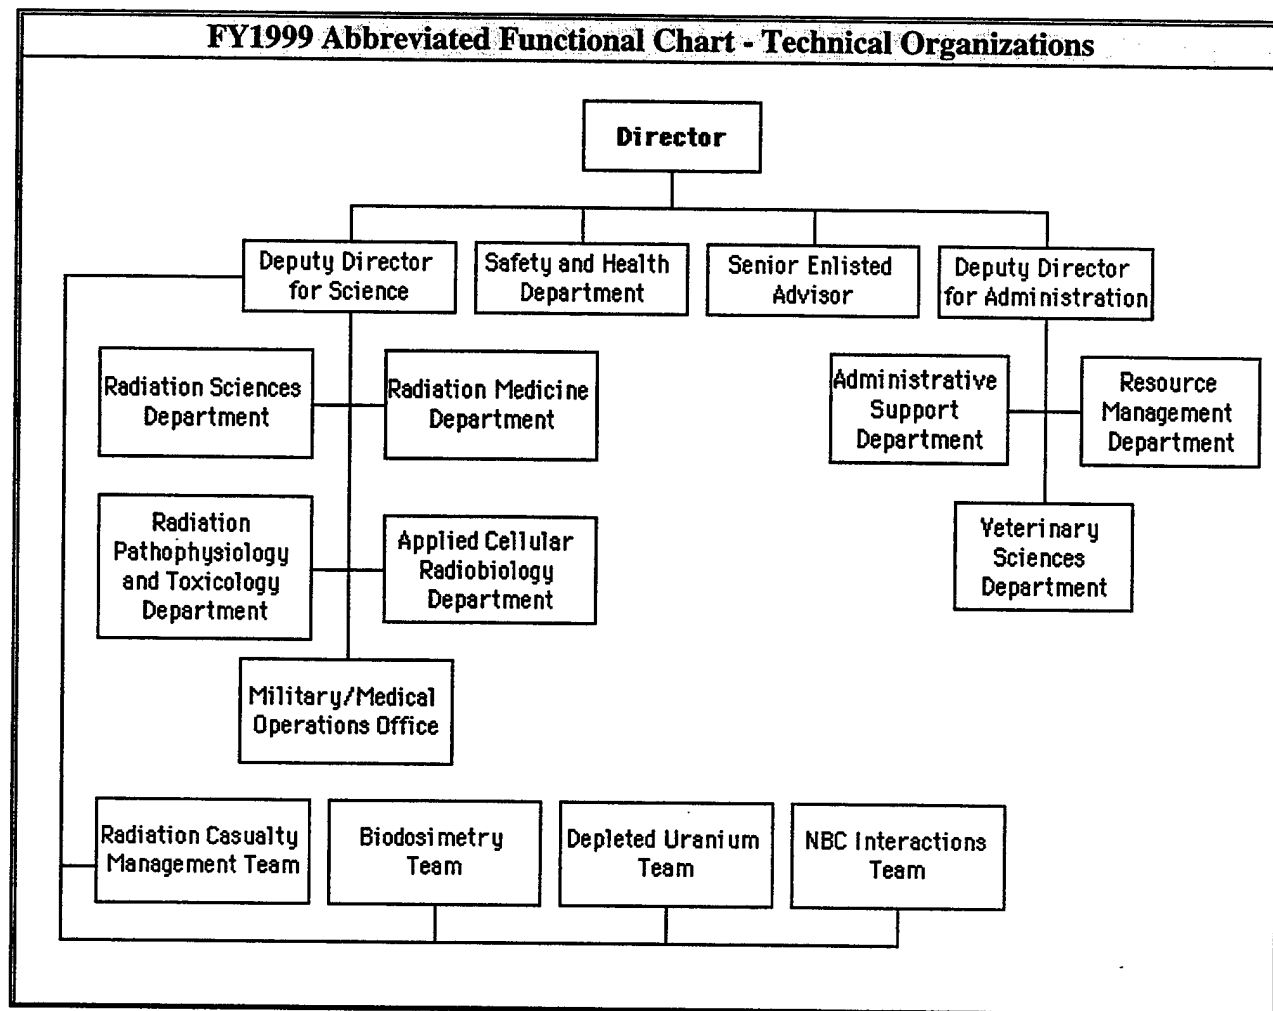 FY1999 Abbreviated Functional Chart - Technical Organizations
Director
Deputy Director
for Science
Safety and Health
Department
Senior Enlisted
Advisor
Deputy Director
for Administration
Radiation Sciences
Department
Radiation Medicine
Department
Administrative
Support
Department
Resource
Management
Department
Radiation
Pathophysiology
and Toxicology
Department
Applied Cellular
Radiobiology
Department
Veterinary
Sciences
Department
Military/Medical
Operations Office
Radiation Casualty
Management Team
Biodosimetry
Team
Depleted Uranium
Team
NBC Interactions
Team